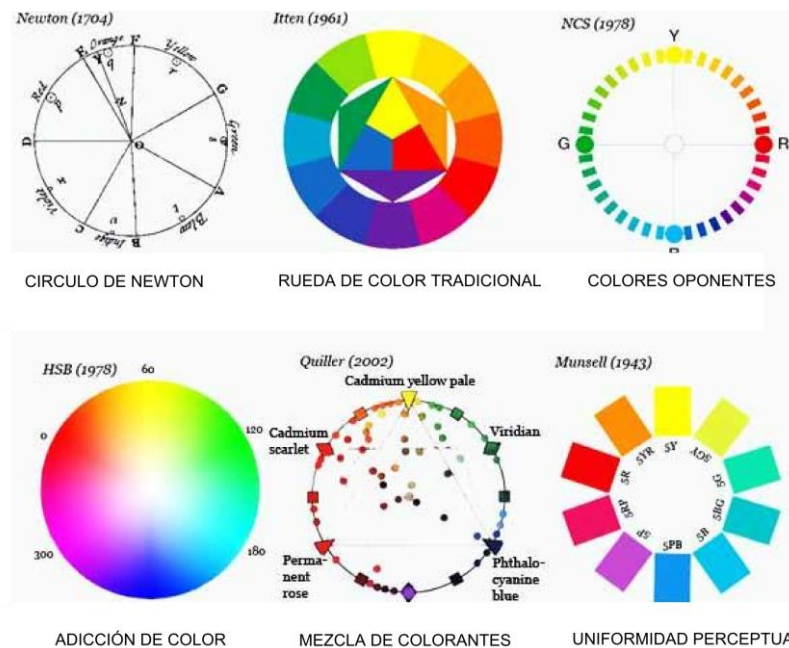 Newton (1704)
Itten (1961)
NCS (1978)
E Orange F
Yellow
G
Green
A
Blew
B
Indigo
C
Violet
D
Red
Y
G
R
CIRCULO DE NEWTON
RUEDA DE COLOR TRADICIONAL
COLORES OPONENTES
HSB (1978)
60
0
120
300
180
Quiller (2002)
Cadmium yellow pale
Cadmium
scarlet
Viridian
Perma-
nent
rose
Phthalo-
cyanine
blue
Munsell (1943)
5Y
5GY
5G
5BG
5B
5PB
5P
5RP
5R
5YR
ADICCIÓN DE COLOR
MEZCLA DE COLORANTES
UNIFORMIDAD PERCEPTUA